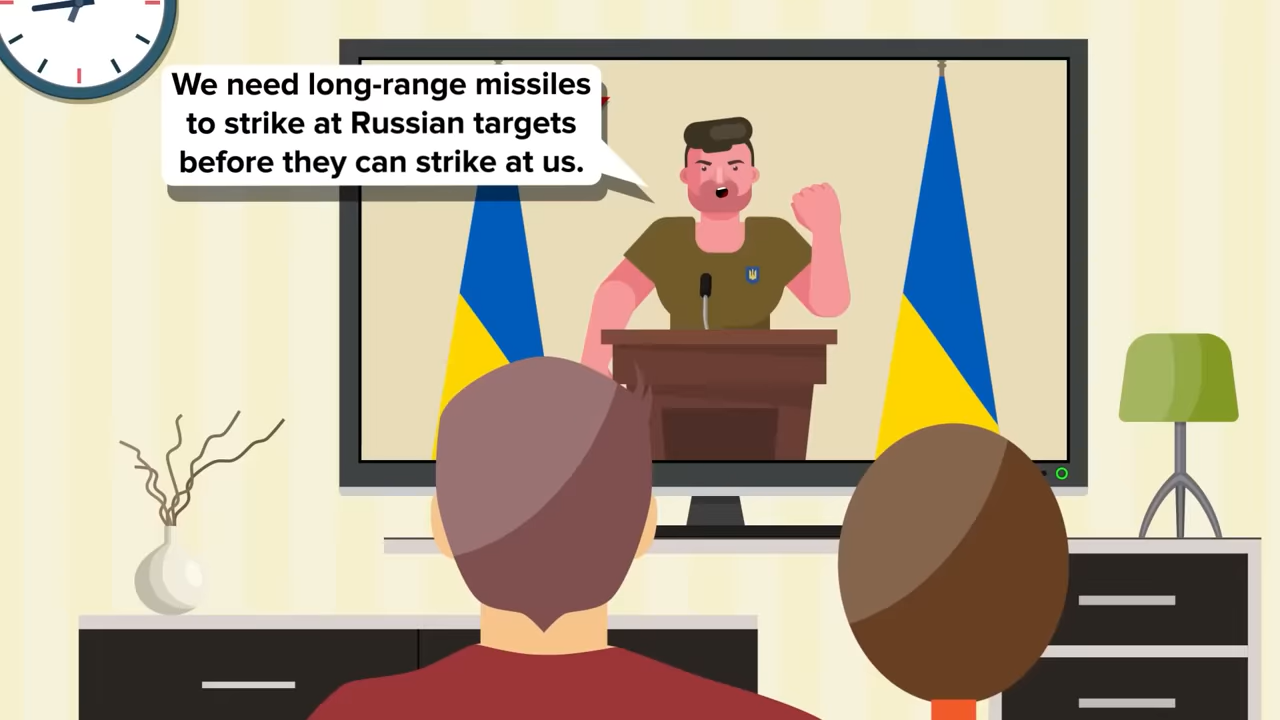 We need long-range missiles
to strike at Russian targets
before they can strike at us.